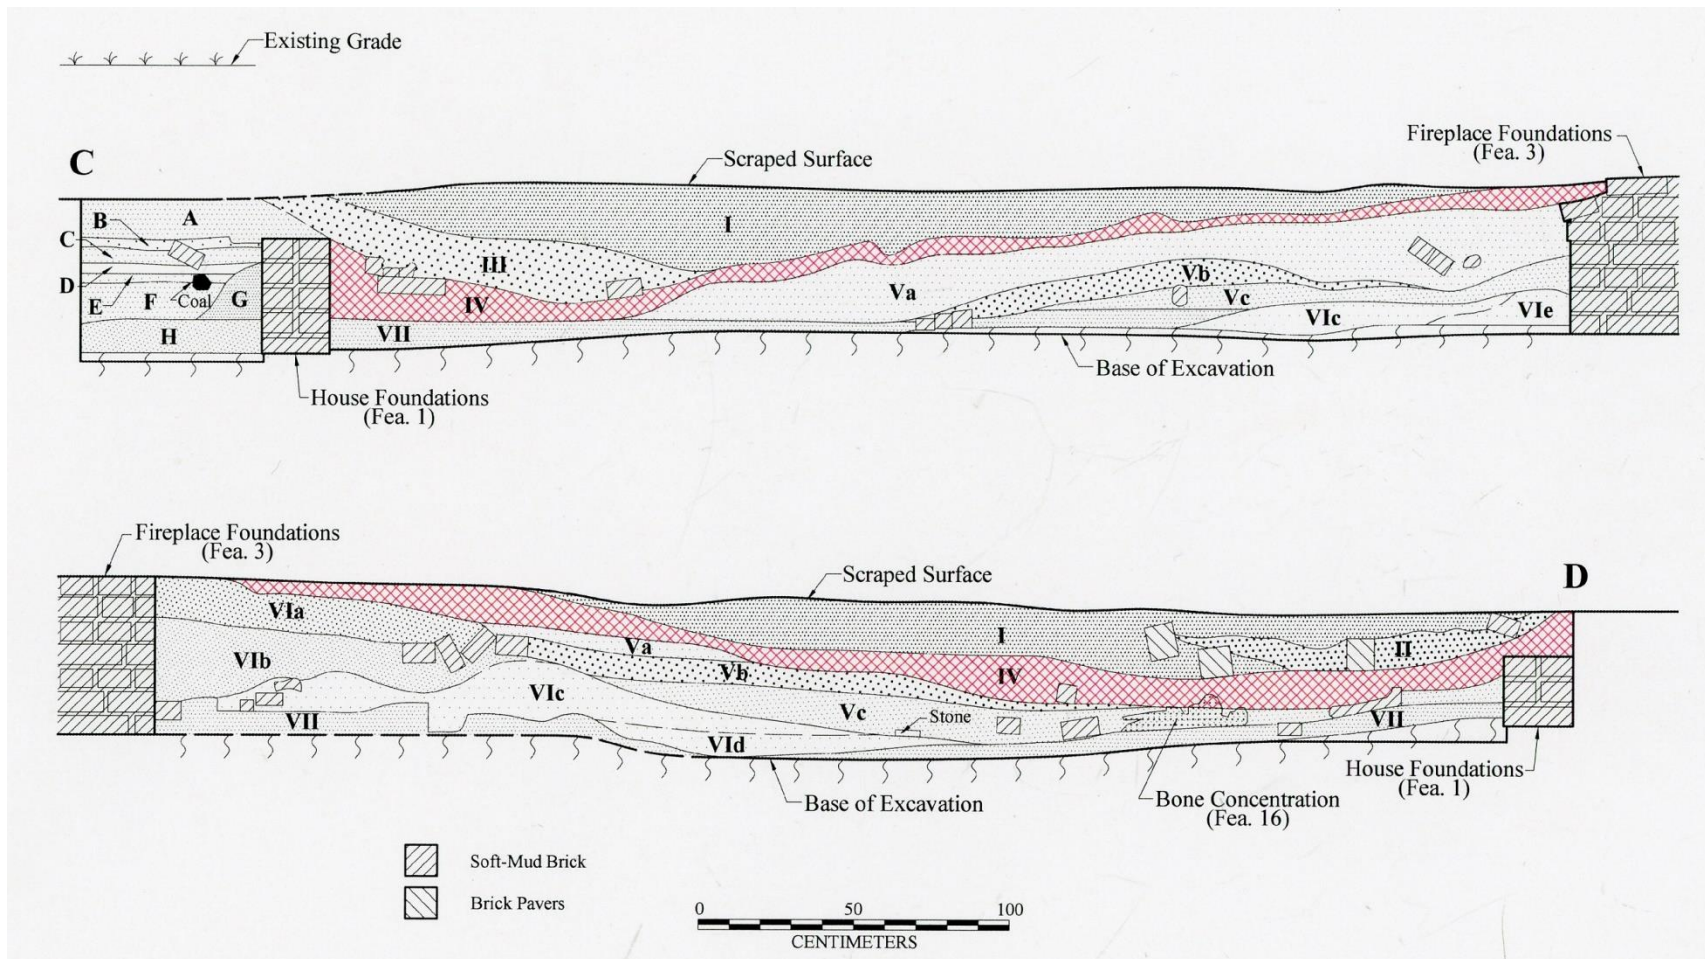 Existing Grade
C
Scraped Surface
Fireplace Foundations
(Fea. 3)
A
B
C
D
E
F
Coal
G
H
I
III
IV
VII
Va
Vb
Vc
VIc
VIe
Base of Excavation
House Foundations
(Fea. 1)
Fireplace Foundations
(Fea. 3)
Scraped Surface
D
VIa
VIb
VII
VIc
Va
Vb
Vc
VId
Stone
I
II
IV
VII
Base of Excavation
Bone Concentration
(Fea. 16)
House Foundations
(Fea. 1)
Soft-Mud Brick
Brick Pavers
0 50 100
CENTIMETERS